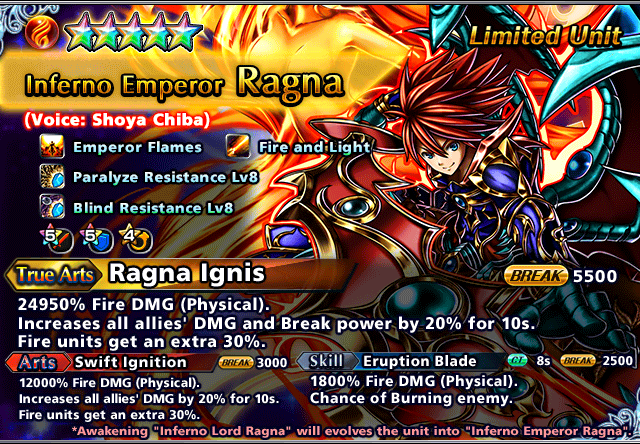 Limited Unit
Inferno Emperor Ragna
(Voice: Shoya Chiba)
Emperor Flames Fire and Light
Paralyze Resistance Lv8
Blind Resistance Lv8
5 5 4
True Arts Ragna Ignis BREAK 5500
24950% Fire DMG (Physical).
Increases all allies' DMG and Break power by 20% for 10s.
Fire units get an extra 30%.
Arts Swift Ignition BREAK 3000
12000% Fire DMG (Physical).
Increases all allies' DMG by 20% for 10s.
Fire units get an extra 30%.
Skill Eruption Blade CT 8s BREAK 2500
1800% Fire DMG (Physical).
Chance of Burning enemy.
*Awakening "Inferno Lord Ragna" will evolves the unit into "Inferno Emperor Ragna".